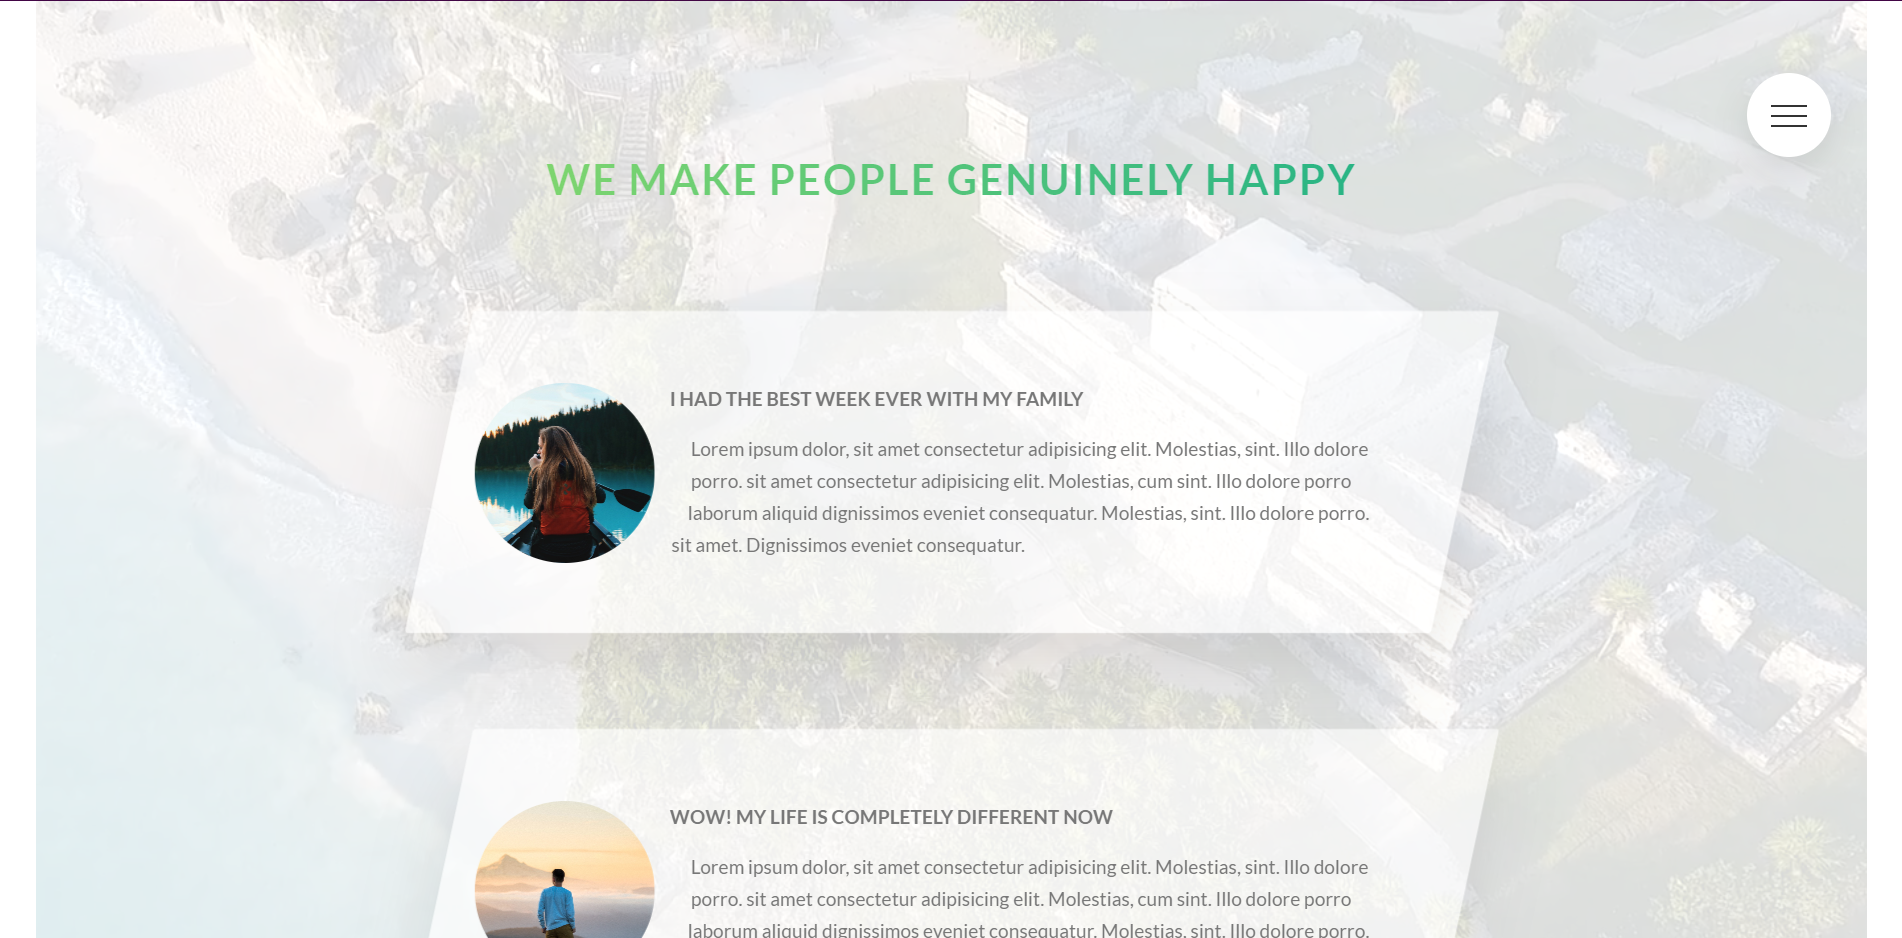 WE MAKE PEOPLE GENUINELY HAPPY
I HAD THE BEST WEEK EVER WITH MY FAMILY
Lorem ipsum dolor, sit amet consectetur adipisicing elit. Molestias, sint. Illo dolore
porro. sit amet consectetur adipisicing elit. Molestias, cum sint. Illo dolore porro
laborum aliquid dignissimos eveniet consequatur. Molestias, sint. Illo dolore porro.
sit amet. Dignissimos eveniet consequatur.
WOW! MY LIFE IS COMPLETELY DIFFERENT NOW
Lorem ipsum dolor, sit amet consectetur adipisicing elit. Molestias, sint. Illo dolore
porro. sit amet consectetur adipisicing elit. Molestias, cum sint. Illo dolore porro
laborum aliquid dignissimos eveniet consequatur. Molestias, sint. Illo dolore porro.